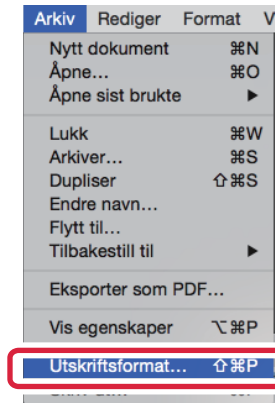 Arkiv Rediger Format V
Nytt dokument ⌘N
Åpne... ⌘O
Åpne sist brukte ▶
Lukk ⌘W
Arkiver... ⌘S
Dupliser ⇧⌘S
Endre navn...
Flytt til...
Tilbakestill til ▶
Eksporter som PDF...
Vis egenskaper ⌥⌘P
Utskriftsformat... ⇧⌘P